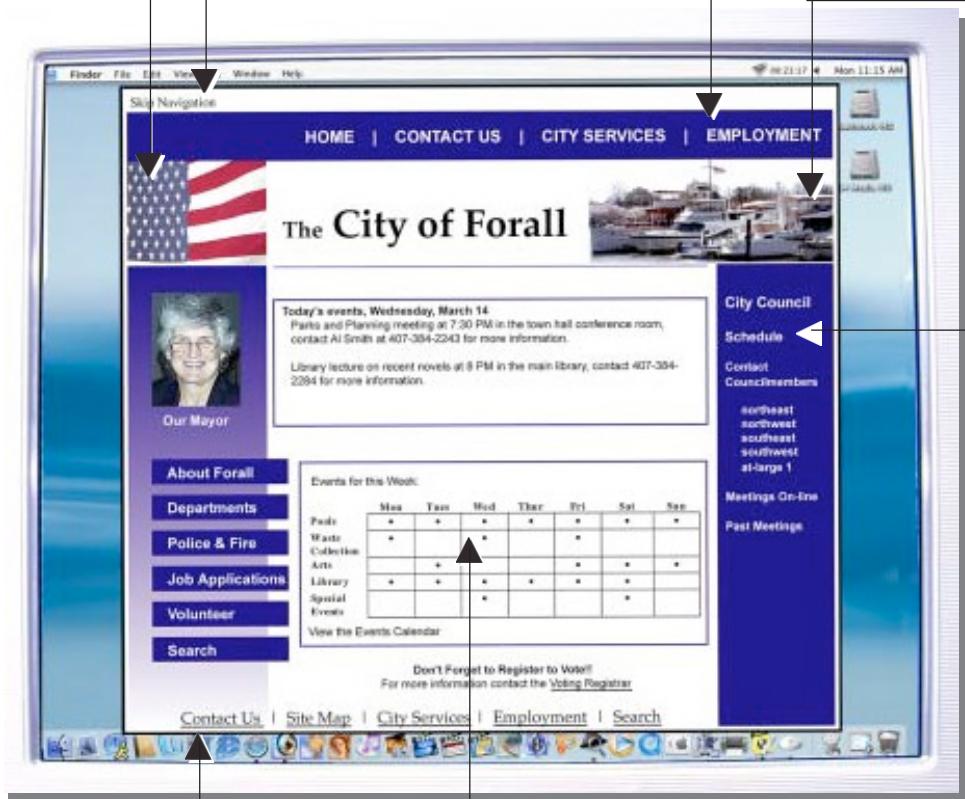 Finder File Edit View Window Help
Mon 11:15 AM
Skip Navigation
HOME | CONTACT US | CITY SERVICES | EMPLOYMENT
The City of Forall
Today's events, Wednesday, March 14
Parks and Planning meeting at 7:30 PM in the town hall conference room,
contact Al Smith at 407-384-2243 for more information.
Library lecture on recent novels at 8 PM in the main library, contact 407-384-
2284 for more information.
Our Mayor
About Forall
Departments
Police & Fire
Job Applications
Volunteer
Search
Events for this Week:
Mon Tues Wed Thur Fri Sat Sun
Pools
Waste
Collection
Arts
Library
Special
Events
View the Events Calendar
Don't Forget to Register to Vote!!
For more information contact the Voting Registrar
City Council
Schedule
Contact
Councilmembers
northeast
northwest
southeast
southwest
at-large 1
Meetings On-line
Past Meetings
Contact Us | Site Map | City Services | Employment | Search